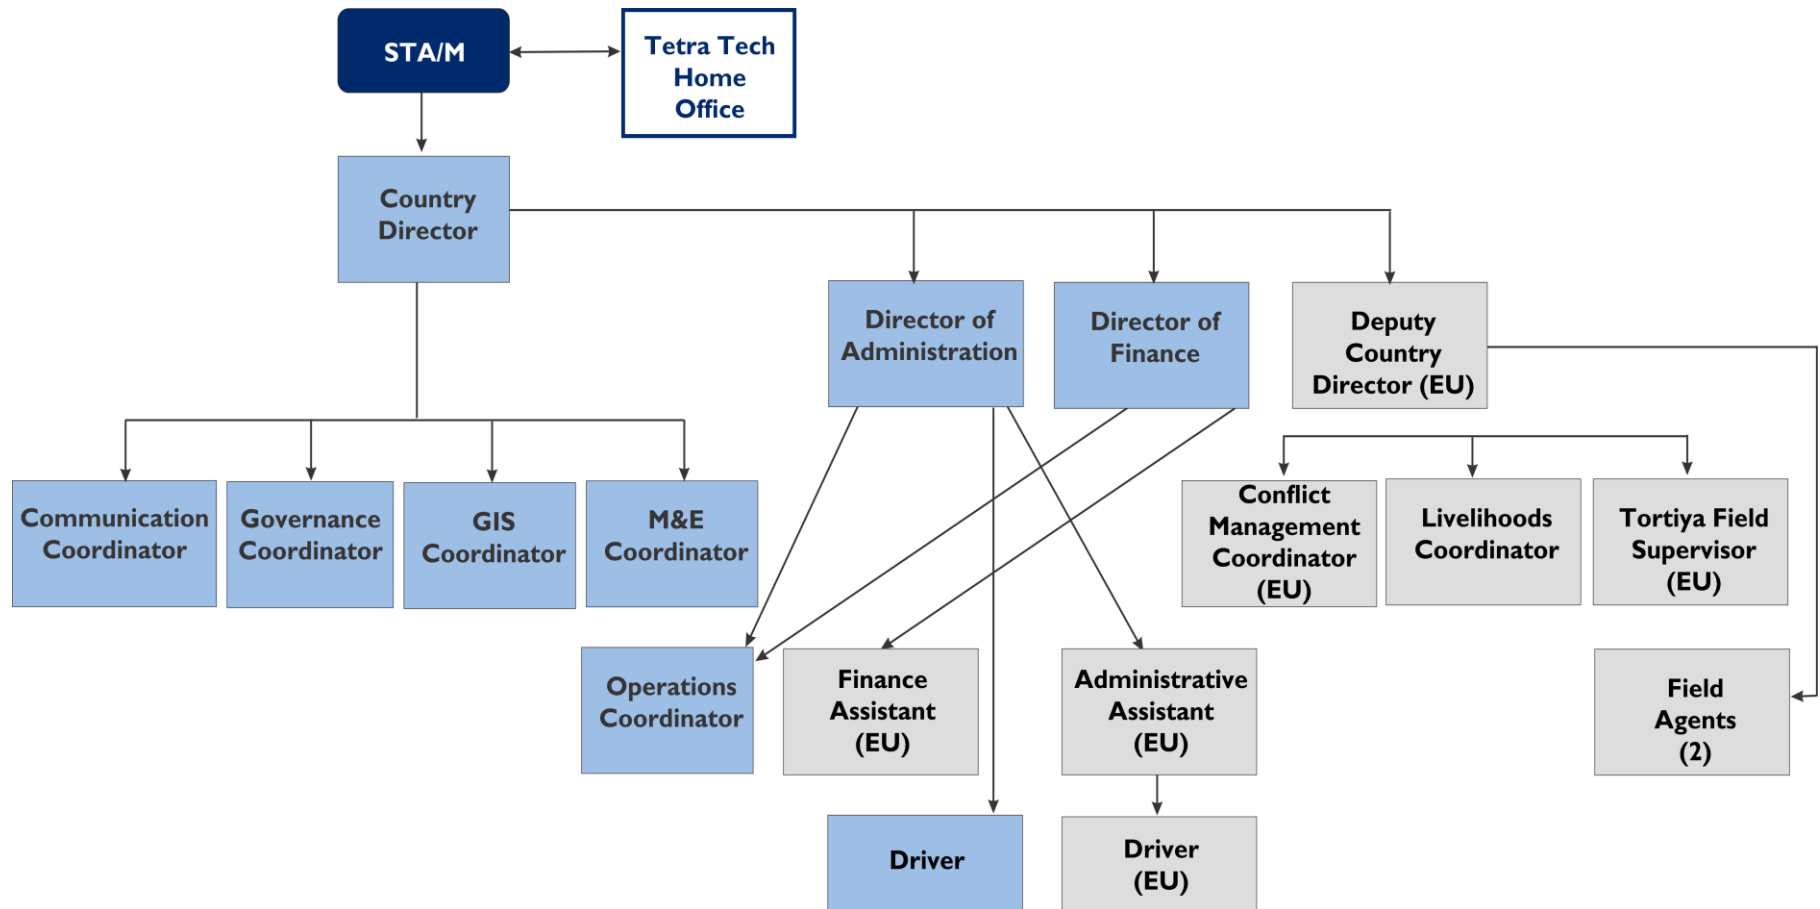 STA/M
Tetra Tech
Home
Office
Country
Director
Director of
Administration
Director of
Finance
Deputy
Country
Director (EU)
Communication
Coordinator
Governance
Coordinator
GIS
Coordinator
M&E
Coordinator
Conflict
Management
Coordinator
(EU)
Livelihoods
Coordinator
Tortiya Field
Supervisor
(EU)
Operations
Coordinator
Finance
Assistant
(EU)
Administrative
Assistant
(EU)
Field
Agents
(2)
Driver
Driver
(EU)